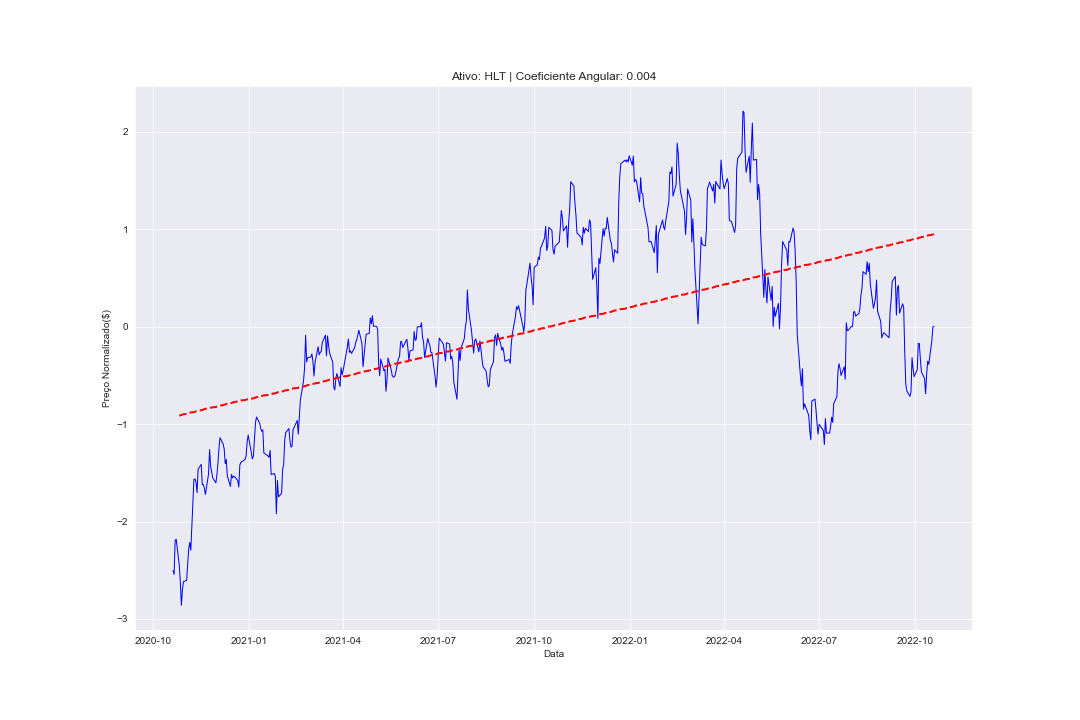 Ativo: HLT | Coeficiente Angular: 0.004
Preço Normalizado($)
2
1
0
−1
−2
−3
2020-10 2021-01 2021-04 2021-07 2021-10 2022-01 2022-04 2022-07 2022-10
Data